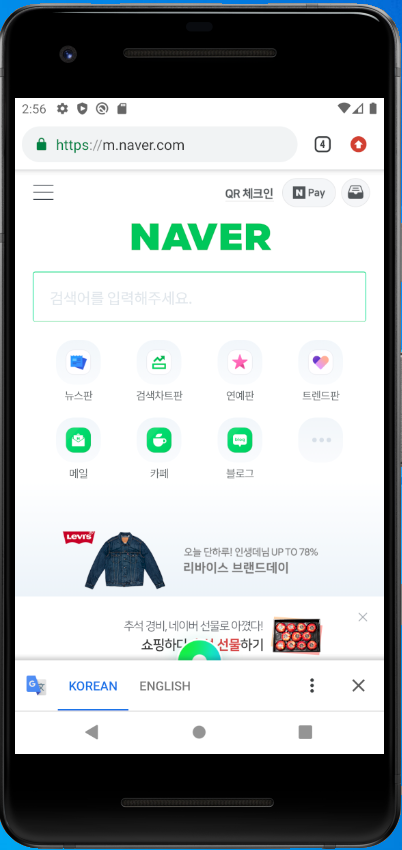 2:56
https://m.naver.com
4
QR 체크인
N Pay
NAVER
검색어를 입력해주세요.
뉴스판
검색차트판
연예판
트렌드판
메일
카페
블로그
LEVI'S
오늘 단하루! 인생데님 UP TO 78%
리바이스 브랜드데이
추석 경비, 네이버 선물로 아꼈다!
쇼핑하다 선물하기
KOREAN
ENGLISH